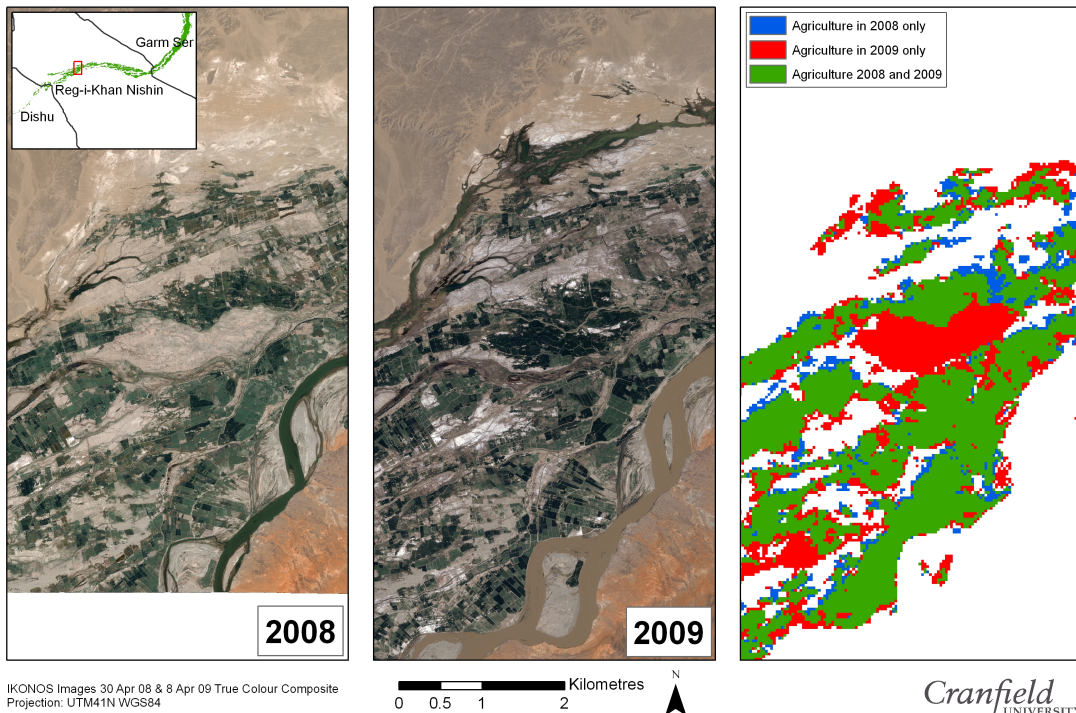 Garm Ser
Reg-i-Khan Nishin
Dishu
2008
2009
Agriculture in 2008 only
Agriculture in 2009 only
Agriculture 2008 and 2009
IKONOS Images 30 Apr 08 & 8 Apr 09 True Colour Composite
Projection: UTM41N WGS84
Kilometres
0 0.5 1 2
N
Cranfield
UNIVERSITY